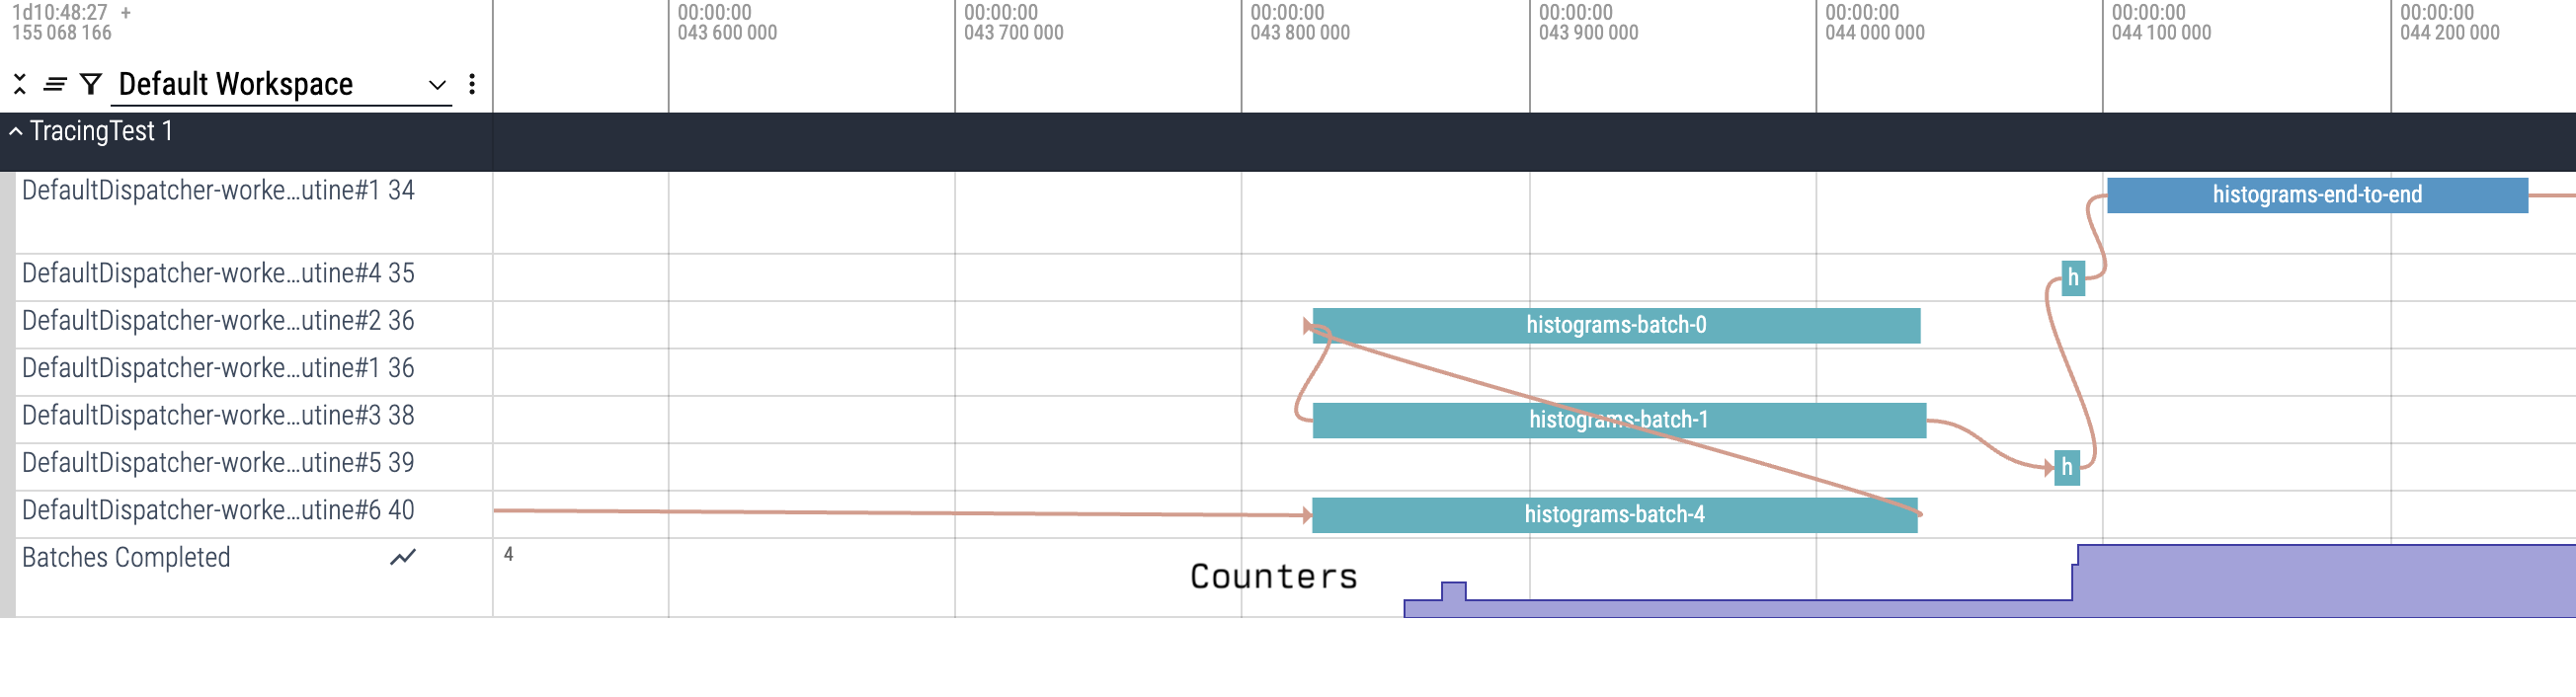 1d10:48:27 +
155 068 166
00:00:00
043 600 000
00:00:00
043 700 000
00:00:00
043 800 000
00:00:00
043 900 000
00:00:00
044 000 000
00:00:00
044 100 000
00:00:00
044 200 000
Default Workspace
TracingTest 1
DefaultDispatcher-worke...utine#1 34
histograms-end-to-end
DefaultDispatcher-worke...utine#4 35
h
DefaultDispatcher-worke...utine#2 36
histograms-batch-0
DefaultDispatcher-worke...utine#1 36
DefaultDispatcher-worke...utine#3 38
histograms-batch-1
DefaultDispatcher-worke...utine#5 39
h
DefaultDispatcher-worke...utine#6 40
histograms-batch-4
Batches Completed
4
Counters